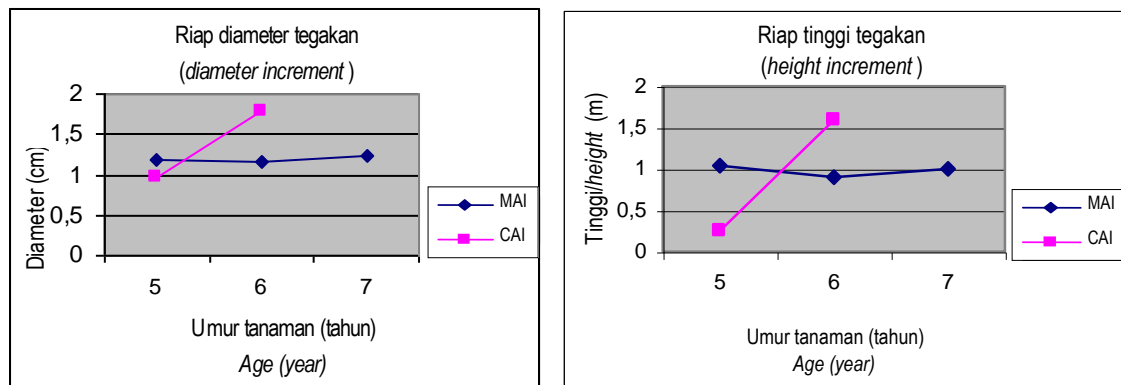 Riap diameter tegakan
(diameter increment )
2
1,5
1
0,5
0
Diameter (cm)
5 6 7
Umur tanaman (tahun)
Age (year)
MAI
CAI
Riap tinggi tegakan
(height increment )
2
1,5
1
0,5
0
Tinggi/height (m)
5 6 7
Umur tanaman (tahun)
Age (year)
MAI
CAI